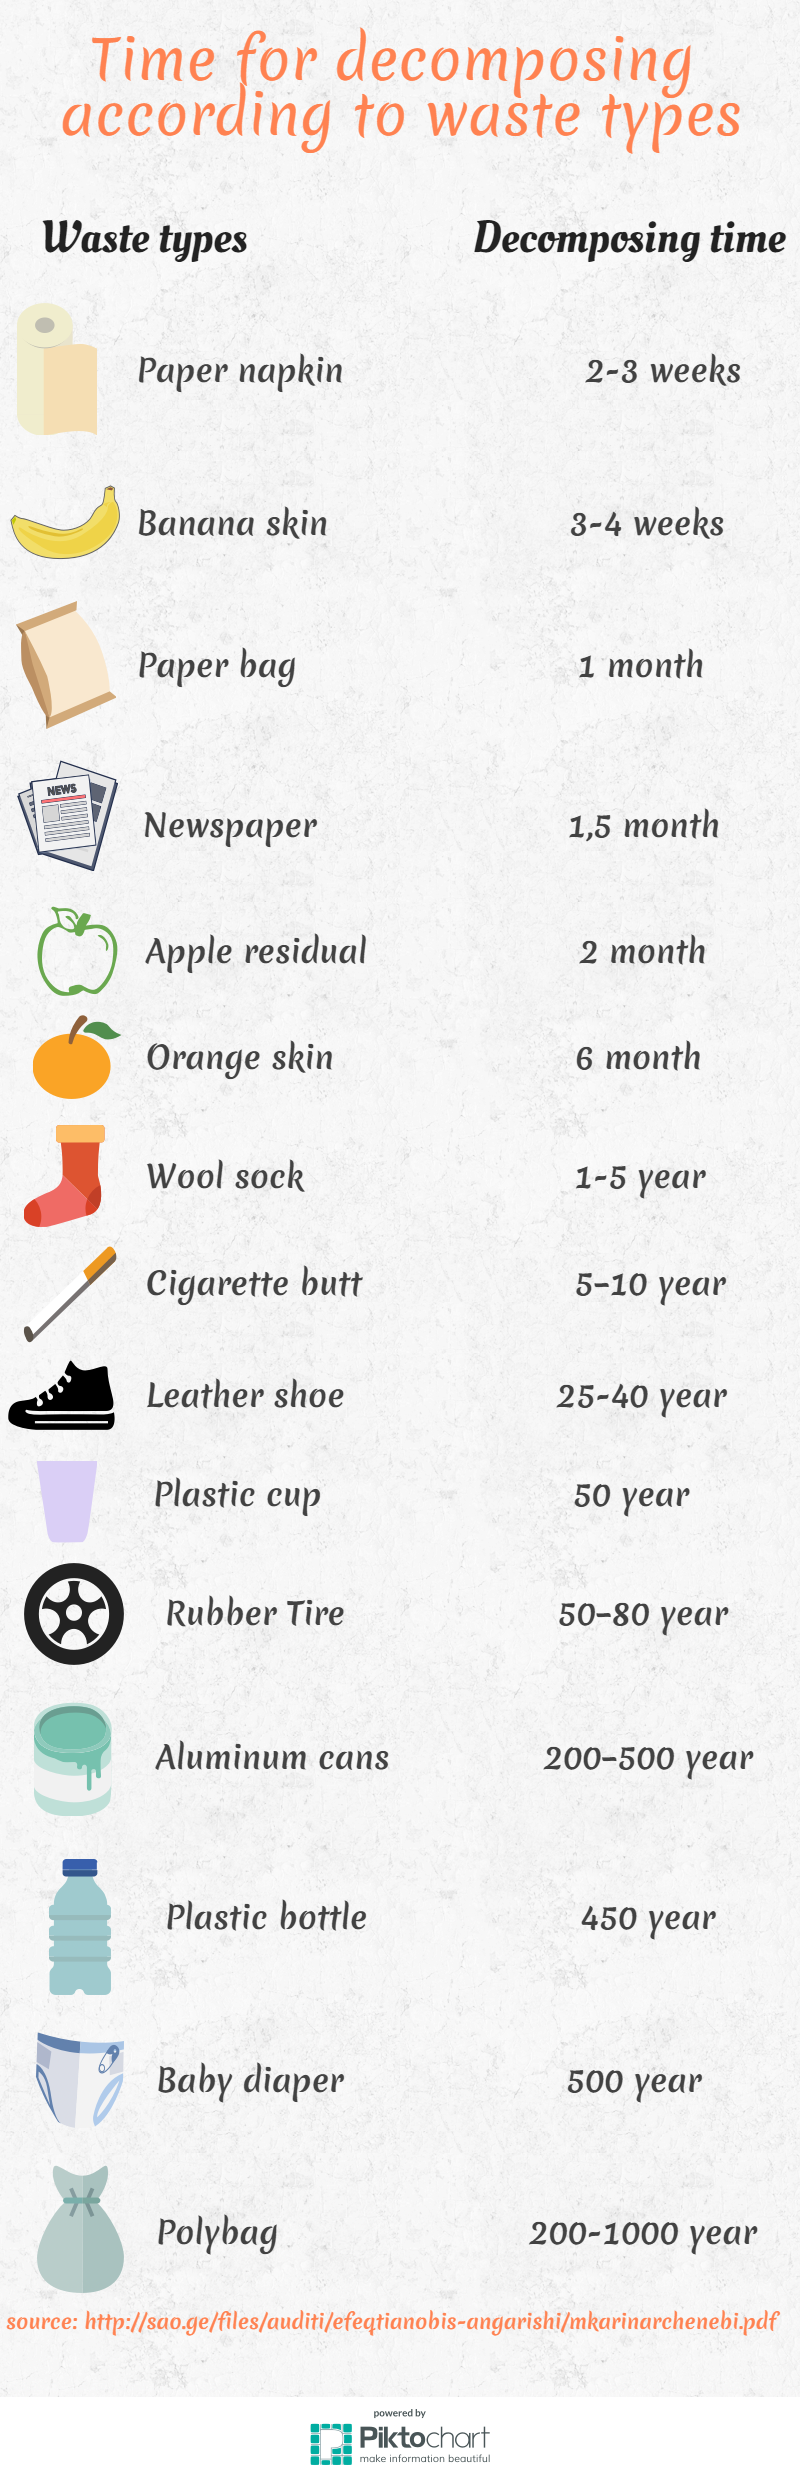 Time for decomposing
according to waste types
Waste types Decomposing time
Paper napkin 2-3 weeks
Banana skin 3-4 weeks
Paper bag 1 month
NEWS
Newspaper 1,5 month
Apple residual 2 month
Orange skin 6 month
Wool sock 1-5 year
Cigarette butt 5-10 year
Leather shoe 25-40 year
Plastic cup 50 year
Rubber Tire 50-80 year
Aluminum cans 200-500 year
Plastic bottle 450 year
Baby diaper 500 year
Polybag 200-1000 year
source: http://sao.ge/files/auditi/efeqtianobis-angarishi/mkarinarchenebi.pdf
powered by
Piktochart
make information beautiful